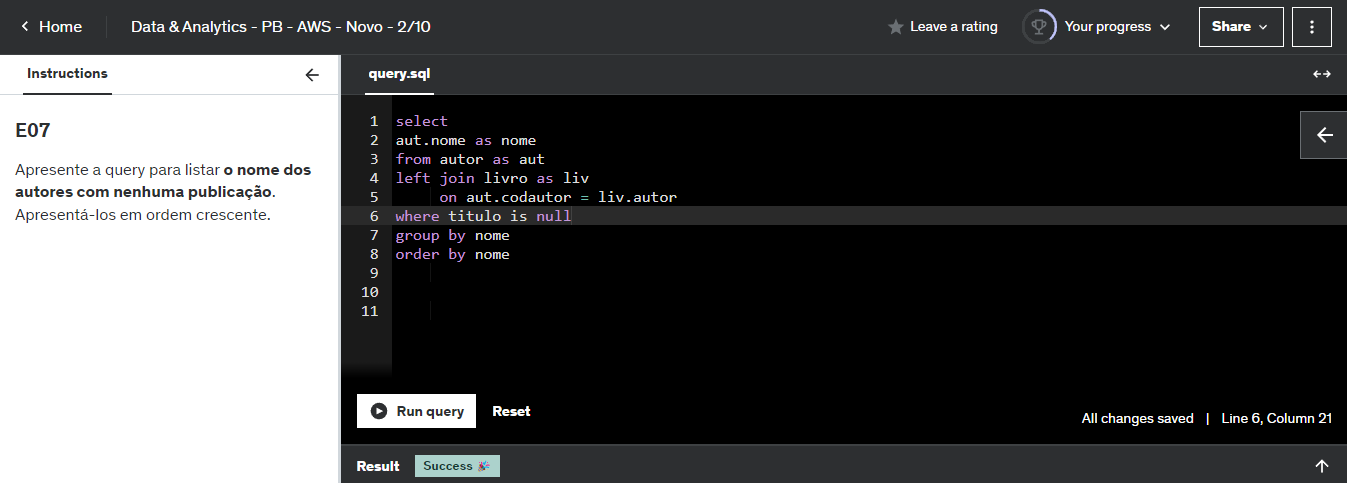 Home
Data & Analytics - PB - AWS - Novo - 2/10
Leave a rating
Your progress
Share
Instructions
E07
Apresente a query para listar o nome dos
autores com nenhuma publicação.
Apresentá-los em ordem crescente.
query.sql
1 select
2 aut.nome as nome
3 from autor as aut
4 left join livro as liv
5 on aut.codautor = liv.autor
6 where titulo is null
7 group by nome
8 order by nome
9
10
11
Run query
Reset
All changes saved | Line 6, Column 21
Result
Success 🎉